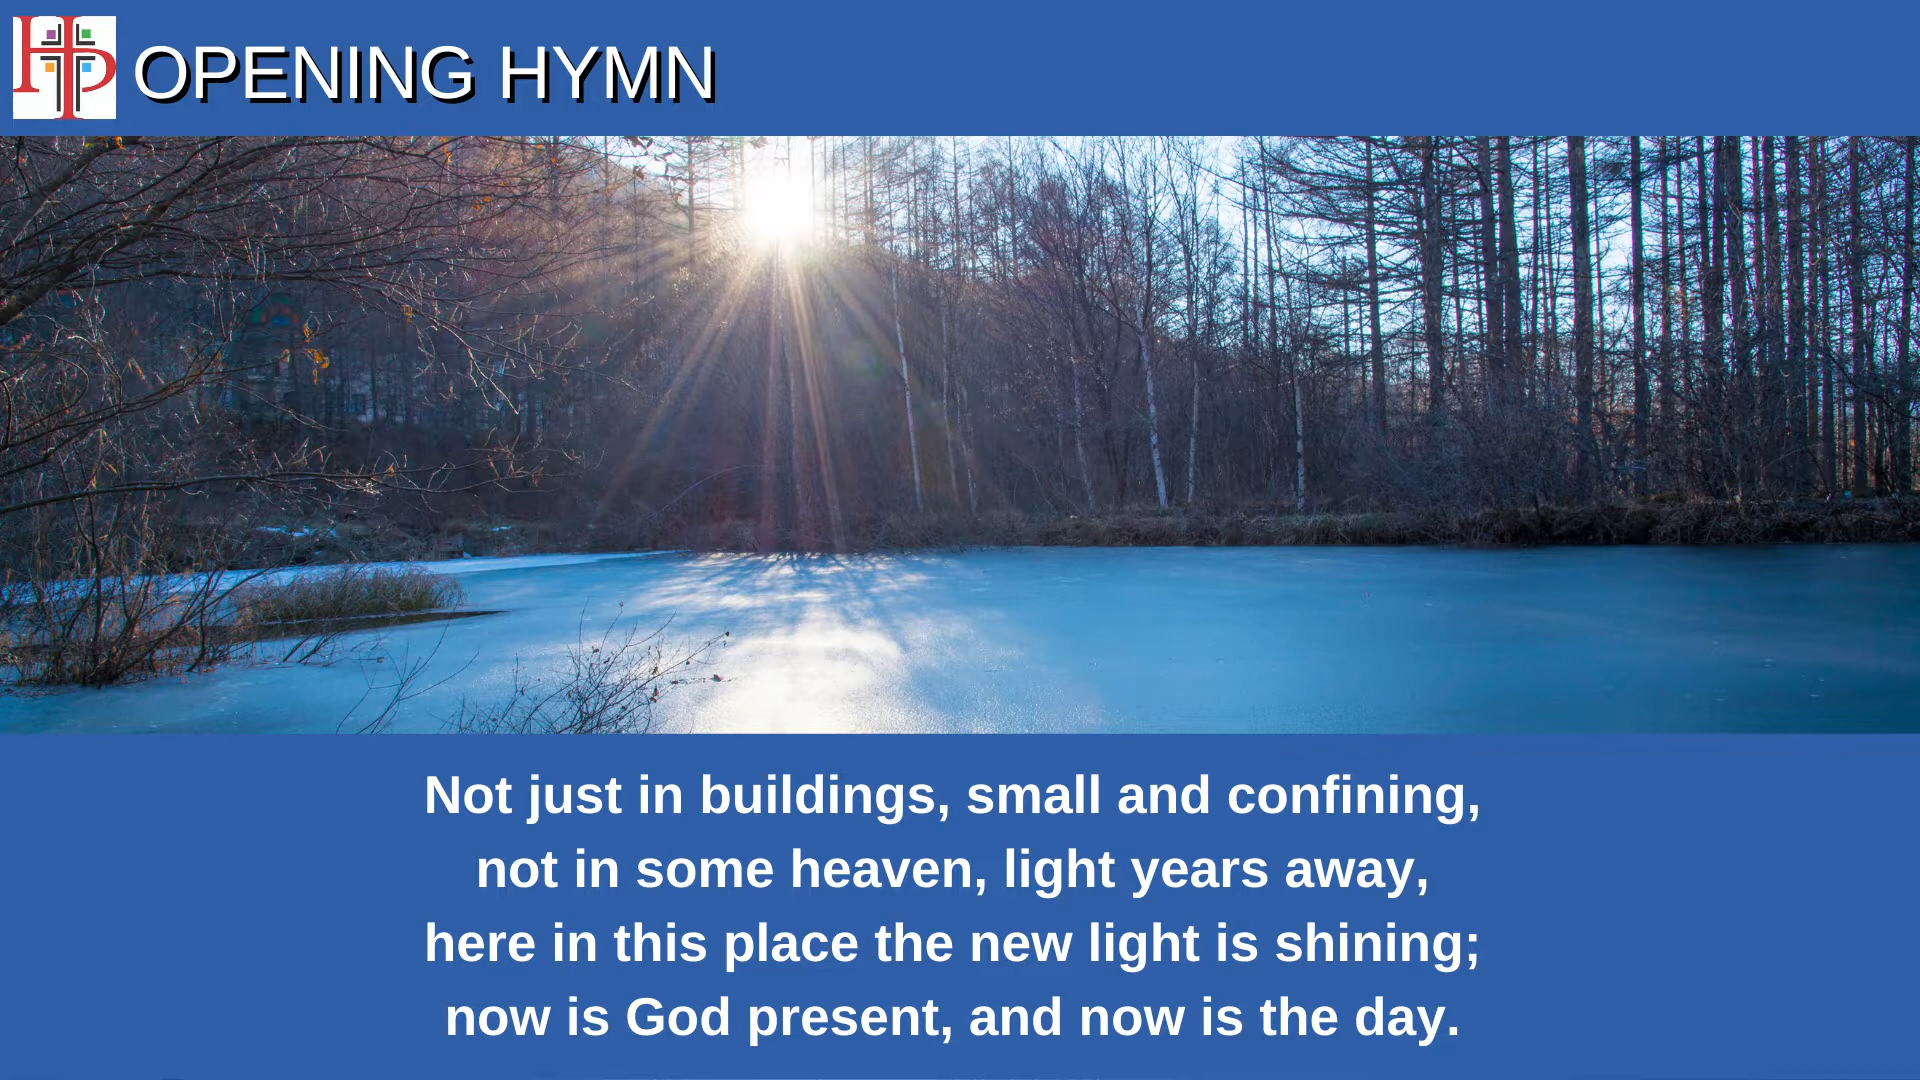 HP
OPENING HYMN
Not just in buildings, small and confining,
not in some heaven, light years away,
here in this place the new light is shining;
now is God present, and now is the day.